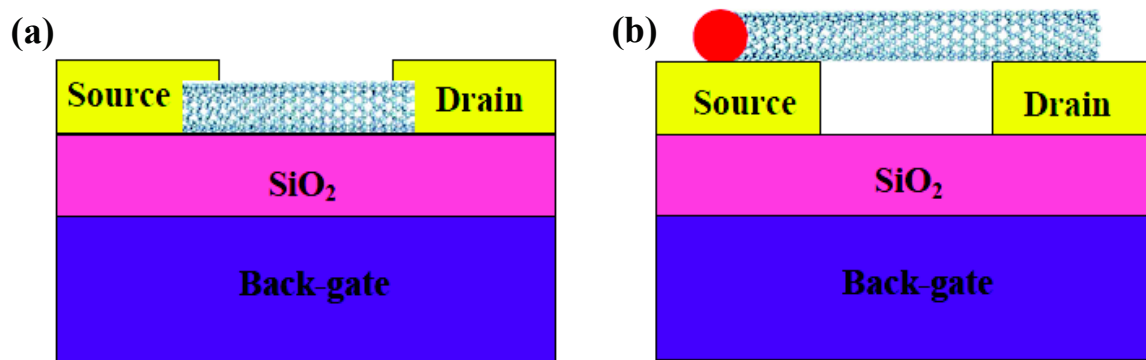 (a)
Source
Drain
SiO₂
Back-gate
(b)
Source
Drain
SiO₂
Back-gate